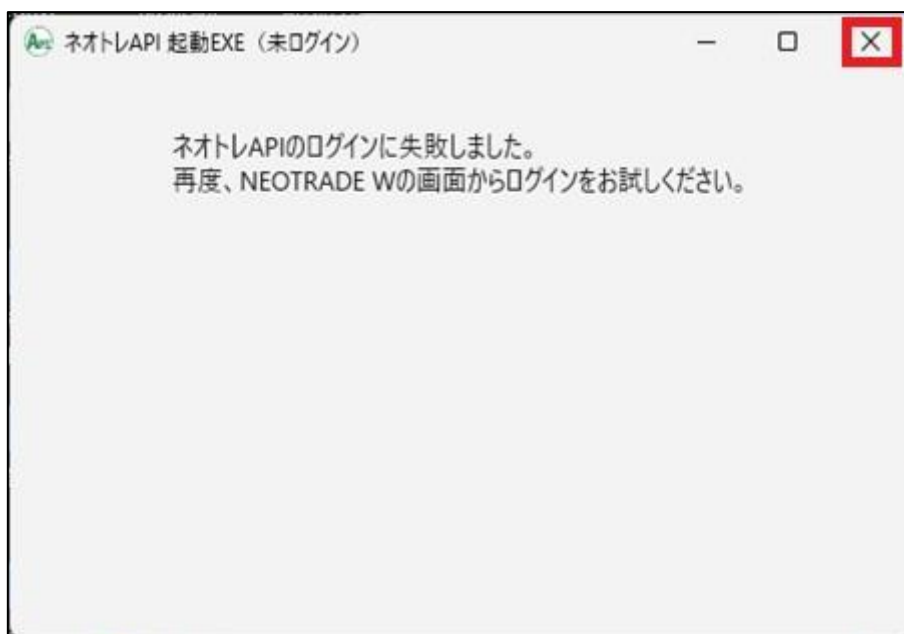 ネオトレAPI 起動EXE（未ログイン）
ネオトレAPIのログインに失敗しました。
再度、NEOTRADE Wの画面からログインをお試しください。